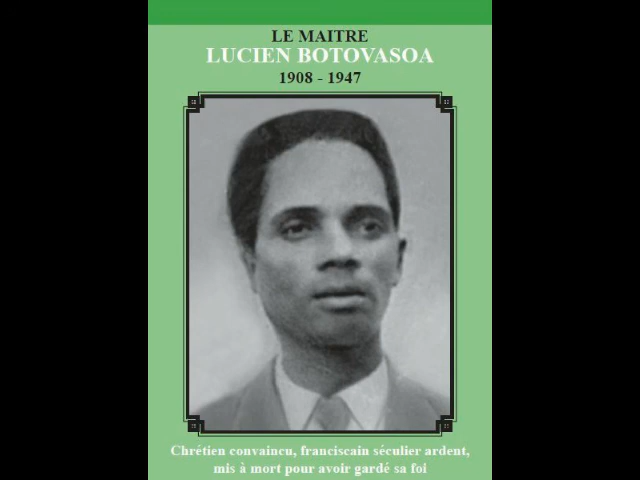 LE MAITRE
LUCIEN BOTOVASOA
1908 - 1947
Chrétien convaincu, franciscain séculier ardent,
mis à mort pour avoir gardé sa foi